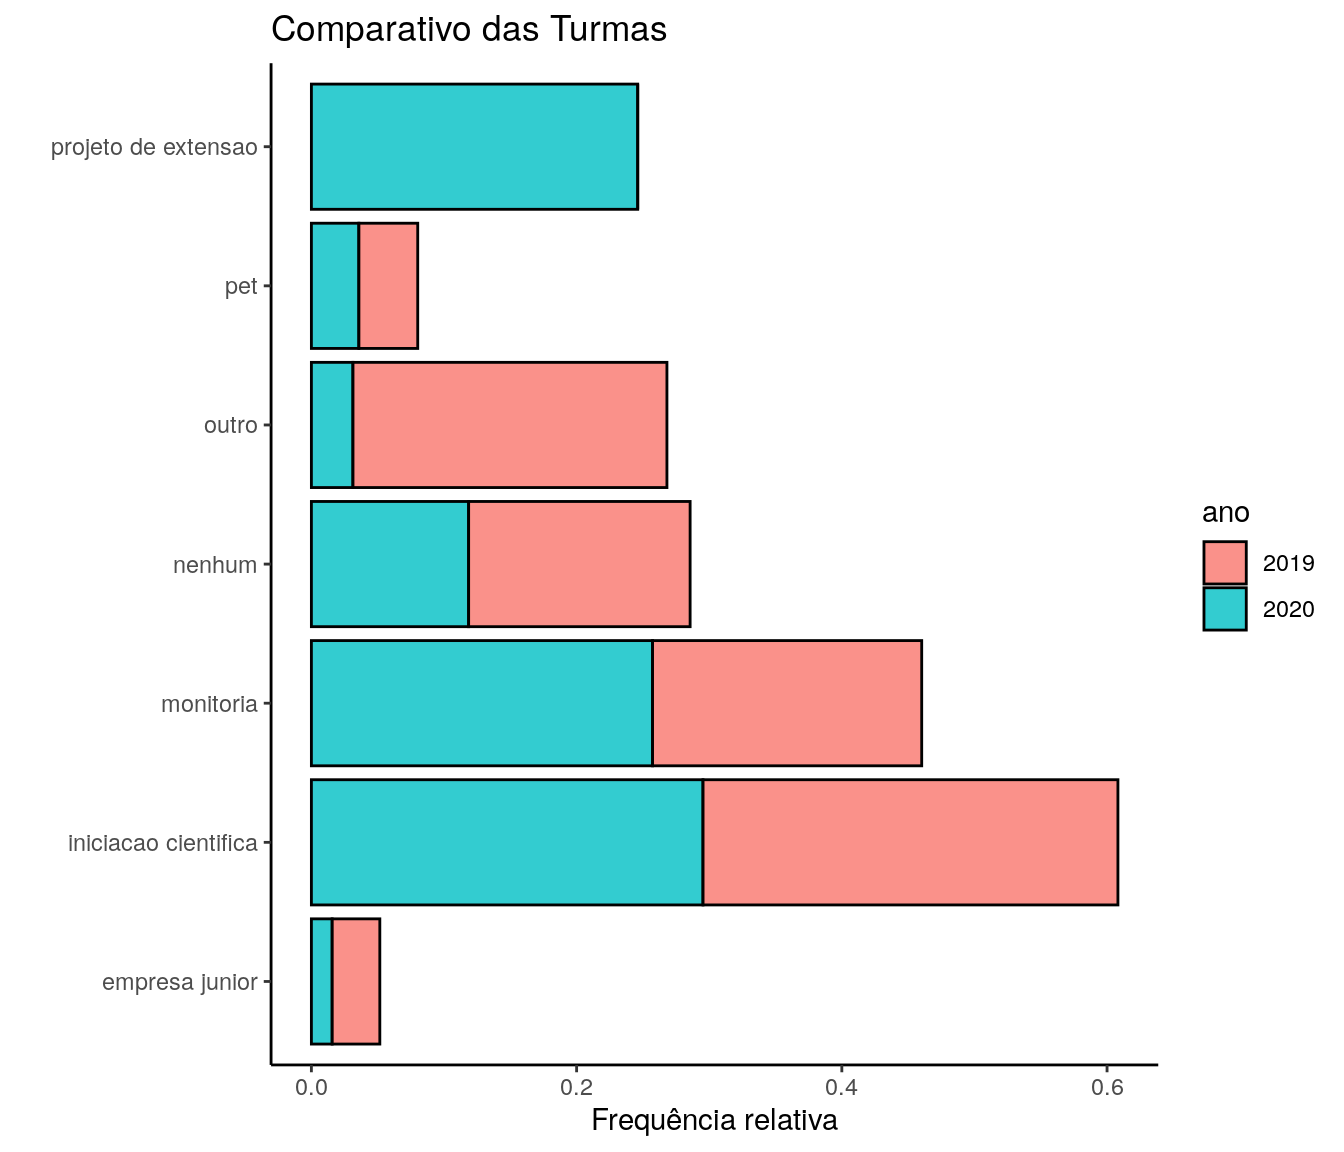 Comparativo das Turmas
projeto de extensao
pet
outro
nenhum
monitoria
iniciacao cientifica
empresa junior
0.0 0.2 0.4 0.6
Frequência relativa
ano
2019
2020